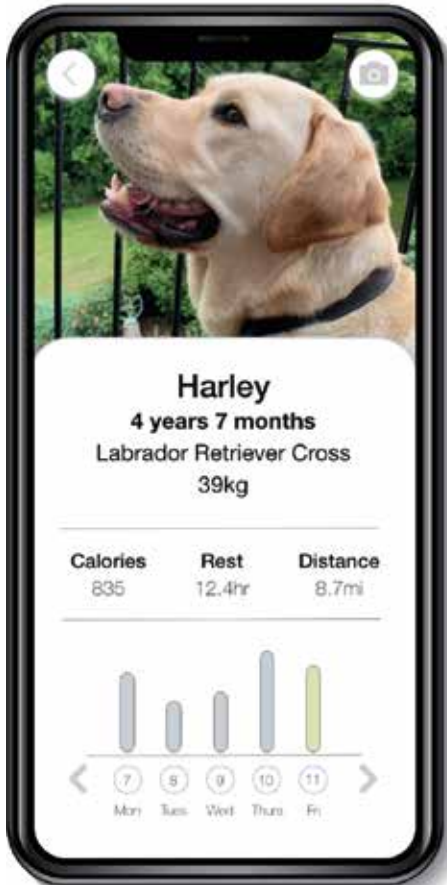 Harley
4 years 7 months
Labrador Retriever Cross
39kg
Calories Rest Distance
835 12.4hr 8.7mi
7 8 9 10 11
Mon Tues Wed Thurs Fri